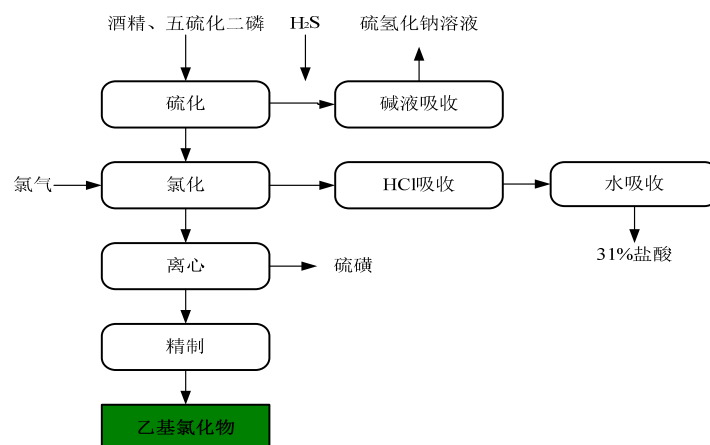 酒精、五硫化二磷
H₂S
硫氢化钠溶液
硫化
碱液吸收
氯气
氯化
HCl吸收
水吸收
离心
硫磺
31%盐酸
精制
乙基氯化物